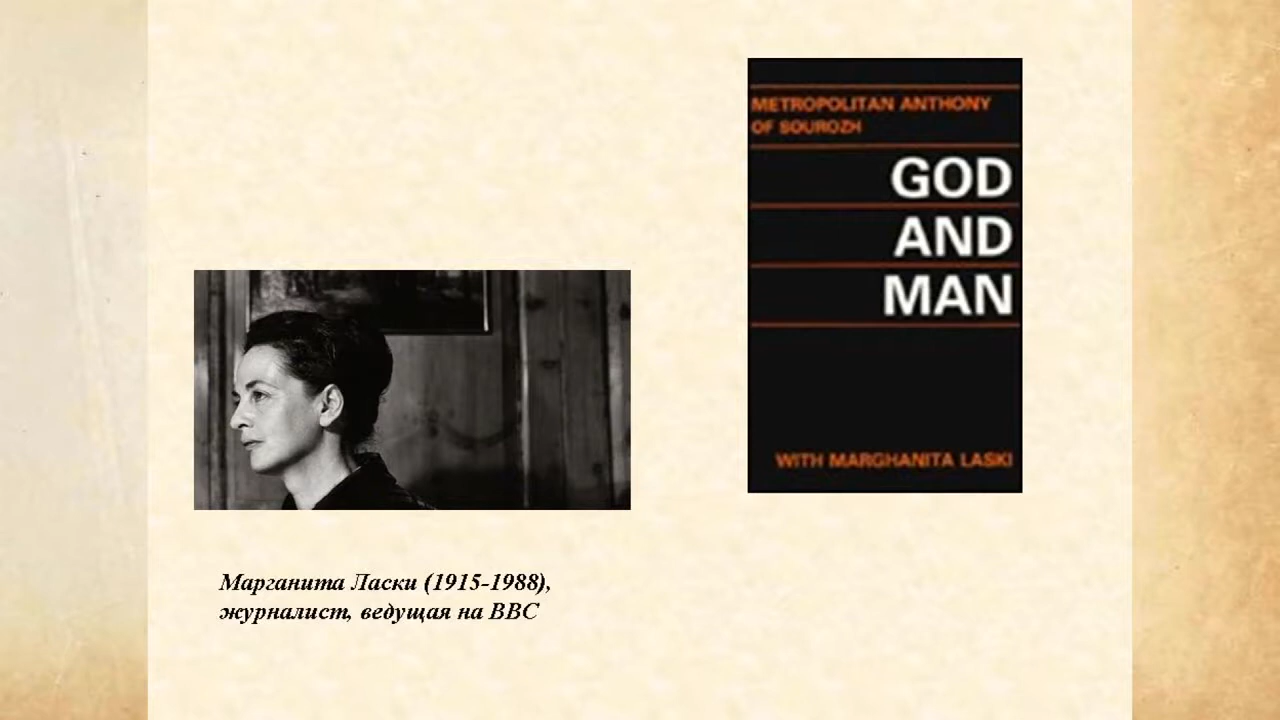 METROPOLITAN ANTHONY
OF SOUROZH
GOD
AND
MAN
WITH MARGHANITA LASKI
Марганита Ласки (1915-1988),
журналист, ведущая на BBC